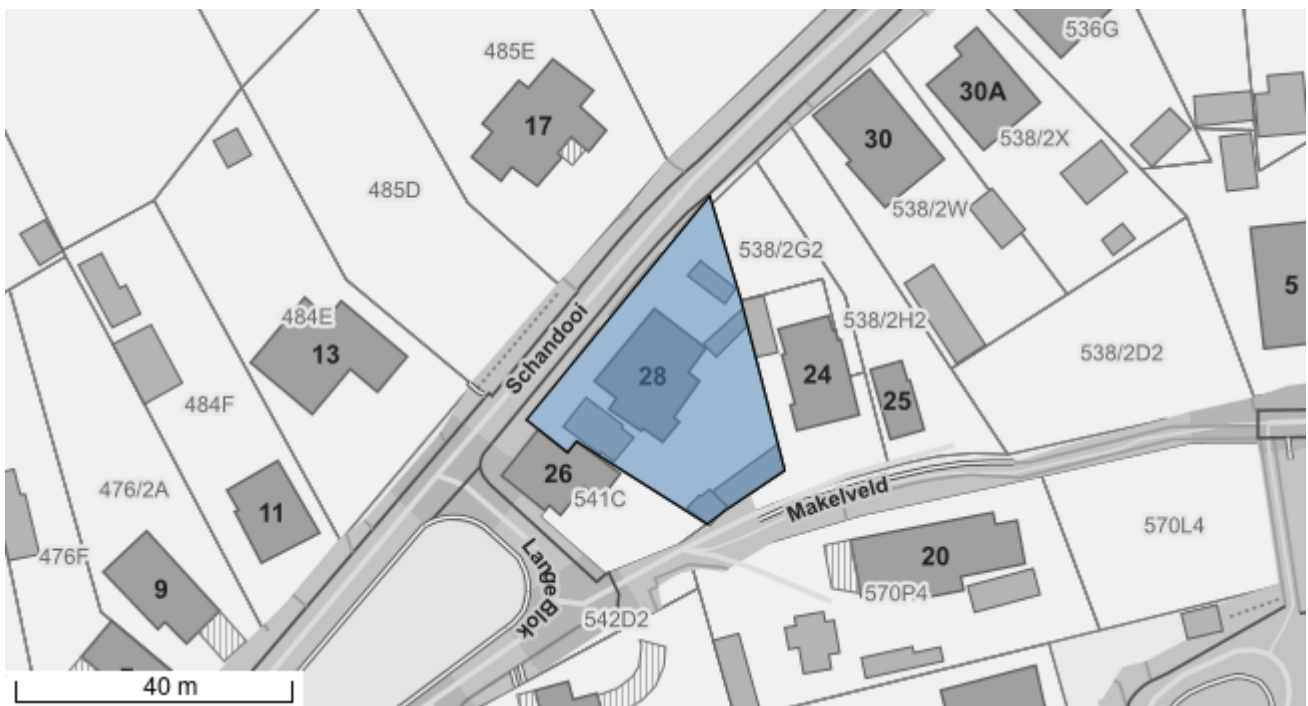 536G
485E
30A
17
30
538/2X
485D
538/2W
538/2G2
5
484E
538/2H2
13
Schandooi
538/2D2
28
24
484F
25
26
476/2A
541C
Makelveld
11
570L4
476F
Lange Blok
20
9
570P4
542D2
40 m